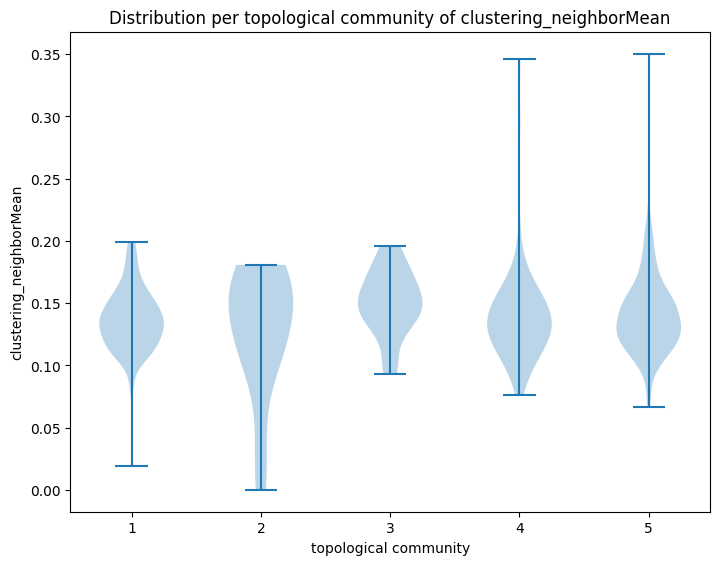 Distribution per topological community of clustering_neighborMean
clustering_neighborMean
0.35
0.30
0.25
0.20
0.15
0.10
0.05
0.00
1 2 3 4 5
topological community